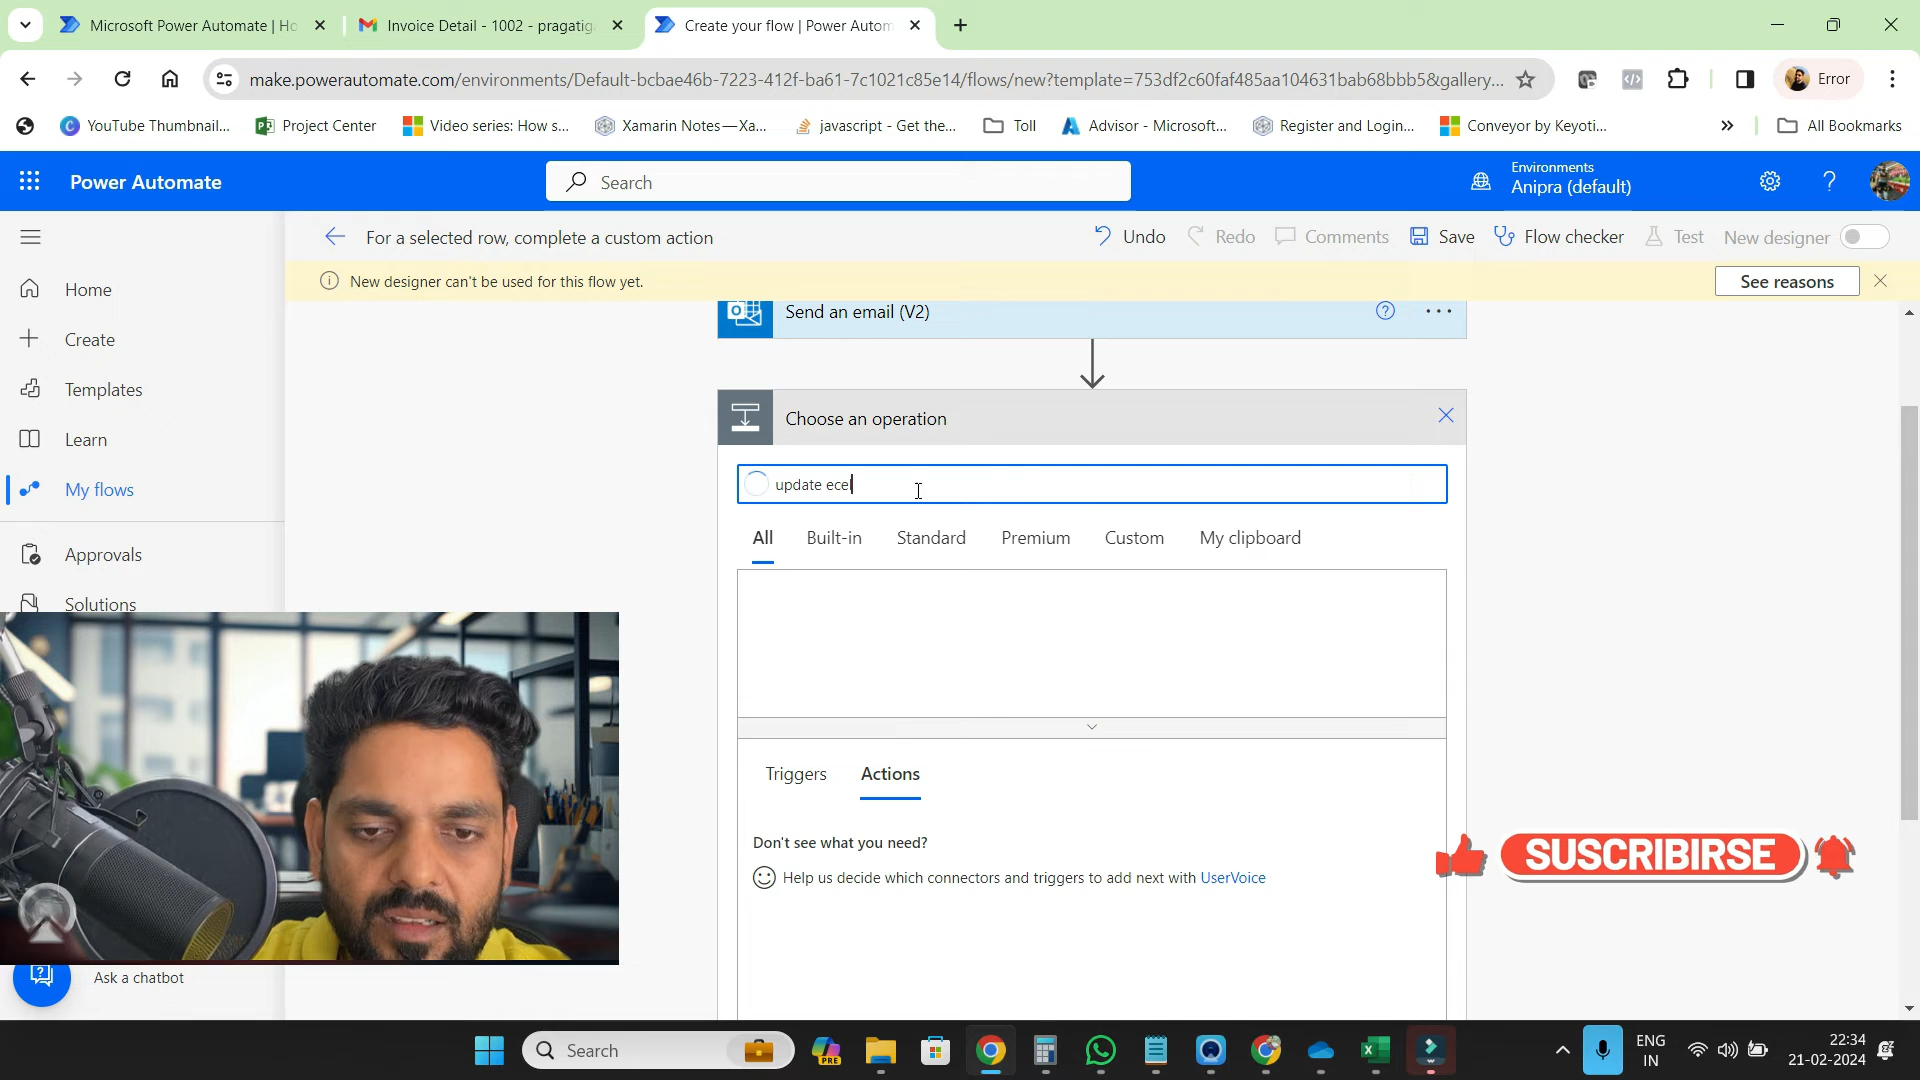 Microsoft Power Automate | Ho
Invoice Detail - 1002 - pragatig
Create your flow | Power Autom
make.powerautomate.com/environments/Default-bcbae46b-7223-412f-ba61-7c1021c85e14/flows/new?template=753df2c60faf485aa104631bab68bbb5&gallery...
Error
YouTube Thumbnail...
Project Center
Video series: How s...
Xamarin Notes—Xa...
javascript - Get the...
Toll
Advisor - Microsoft...
Register and Login...
Conveyor by Keyoti...
All Bookmarks
Power Automate
Search
Environments
Anipra (default)
For a selected row, complete a custom action
Undo
Redo
Comments
Save
Flow checker
Test
New designer
New designer can't be used for this flow yet.
See reasons
Home
Create
Templates
Learn
My flows
Approvals
Solutions
Ask a chatbot
Send an email (V2)
Choose an operation
update ecel
All
Built-in
Standard
Premium
Custom
My clipboard
Triggers
Actions
Don't see what you need?
Help us decide which connectors and triggers to add next with UserVoice
SUSCRIBIRSE
Search
PRE
ENG
IN
22:34
21-02-2024